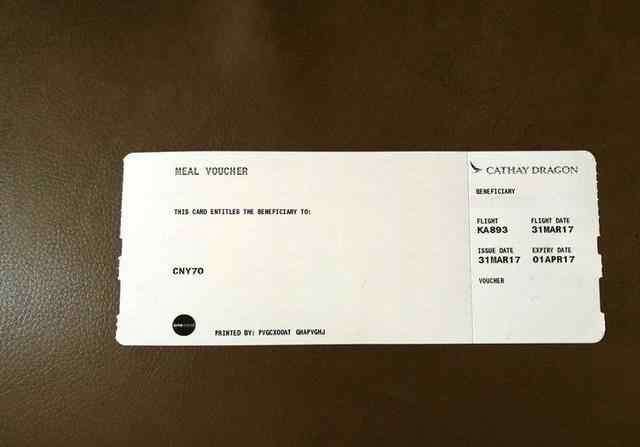 MEAL VOUCHER
THIS CARD ENTITLES THE BENEFICIARY TO:
CNY70
PRINTED BY: PVGCXOOAT QHAPVGHJ
CATHAY DRAGON
BENEFICIARY
FLIGHT FLIGHT DATE
KA893 31MAR17
ISSUE DATE EXPIRY DATE
31MAR17 01APR17
VOUCHER